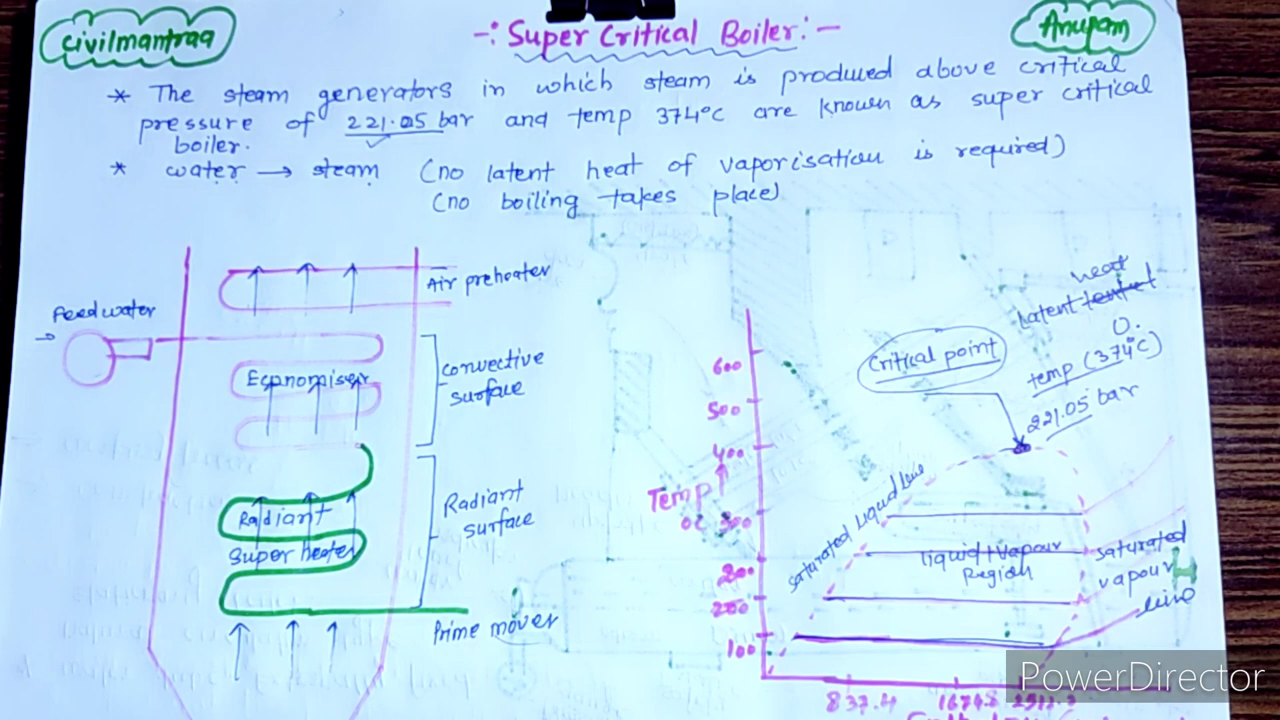 civilmantraa
-: Super Critical Boiler:-
Anupam
* The steam generators in which steam is produced above critical
pressure of 221.05 bar and temp 374°C are known as super critical
boiler.
* water → steam (no latent heat of vaporisation is required)
(no boiling takes place)
Air preheater
Feedwater
Economiser
convective
surface
Radiant
Super heater
Radiant
surface
Prime mover
heat
Latent
0.
Critical point
temp (374°C)
221.05 bar
600
500
400
Temp
°C 300
200
200
100
saturated liquid line
liquid+vapour
Region
saturated
vapour
line
837.4 1674.8
PowerDirector